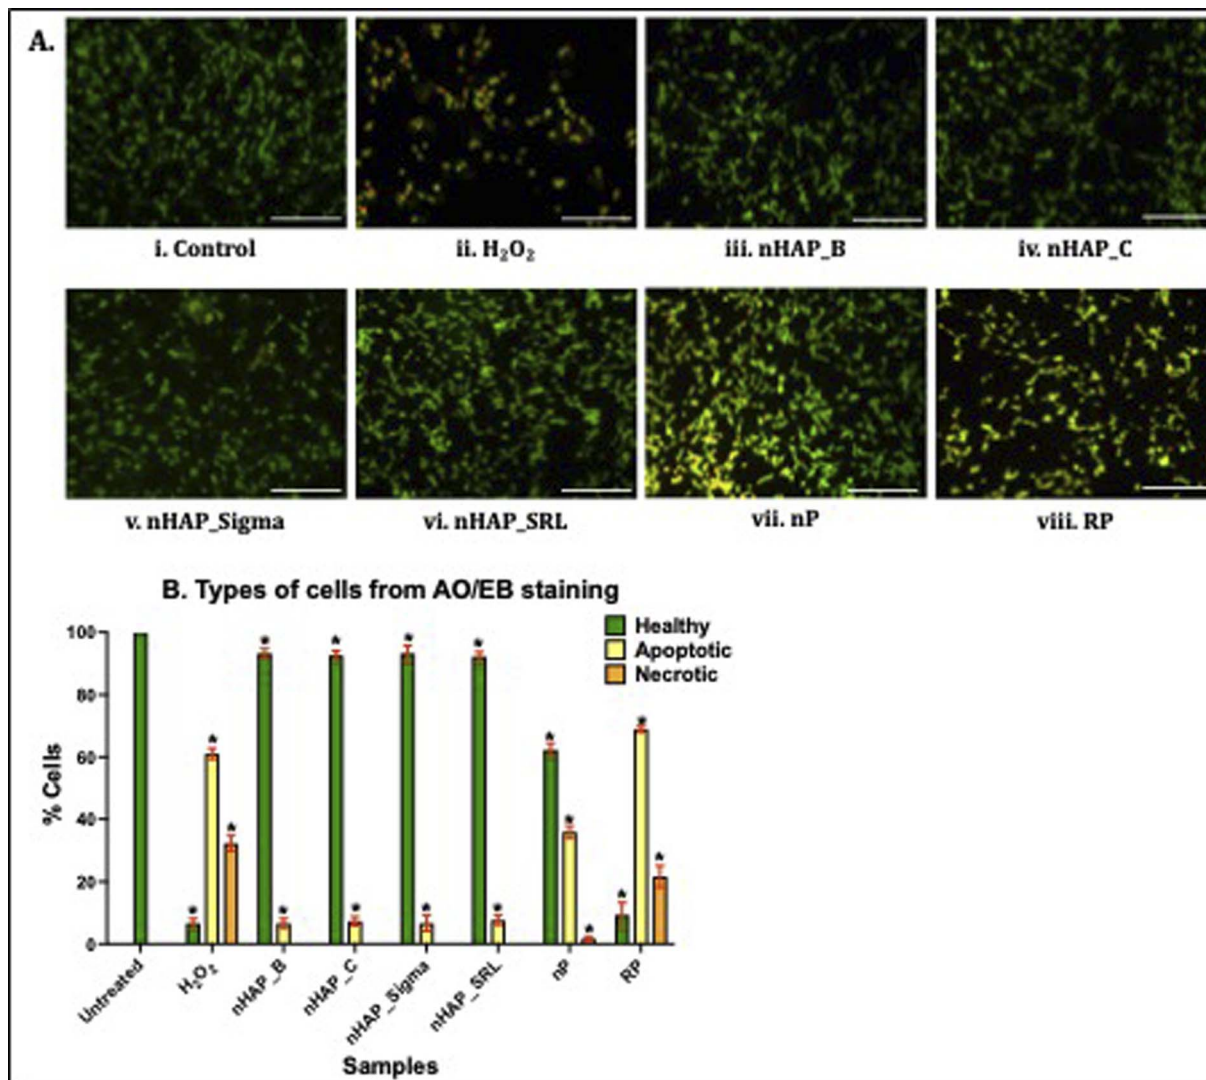 A.
i. Control
ii. H₂O₂
iii. nHAP_B
iv. nHAP_C
v. nHAP_Sigma
vi. nHAP_SRL
vii. nP
viii. RP
B. Types of cells from AO/EB staining
Healthy
Apoptotic
Necrotic
100
80
60
40
20
0
% Cells
* * * * * * * * * * * * * * * * *
Untreated
H₂O₂
nHAP_B
nHAP_C
nHAP_Sigma
nHAP_SRL
nP
RP
Samples